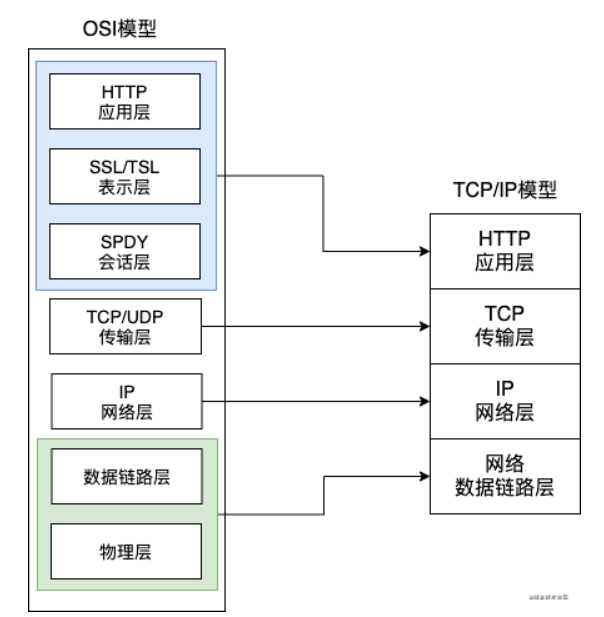 OSI模型
HTTP
应用层
SSL/TSL
表示层
SPDY
会话层
TCP/UDP
传输层
IP
网络层
数据链路层
物理层
TCP/IP模型
HTTP
应用层
TCP
传输层
IP
网络层
网络
数据链路层